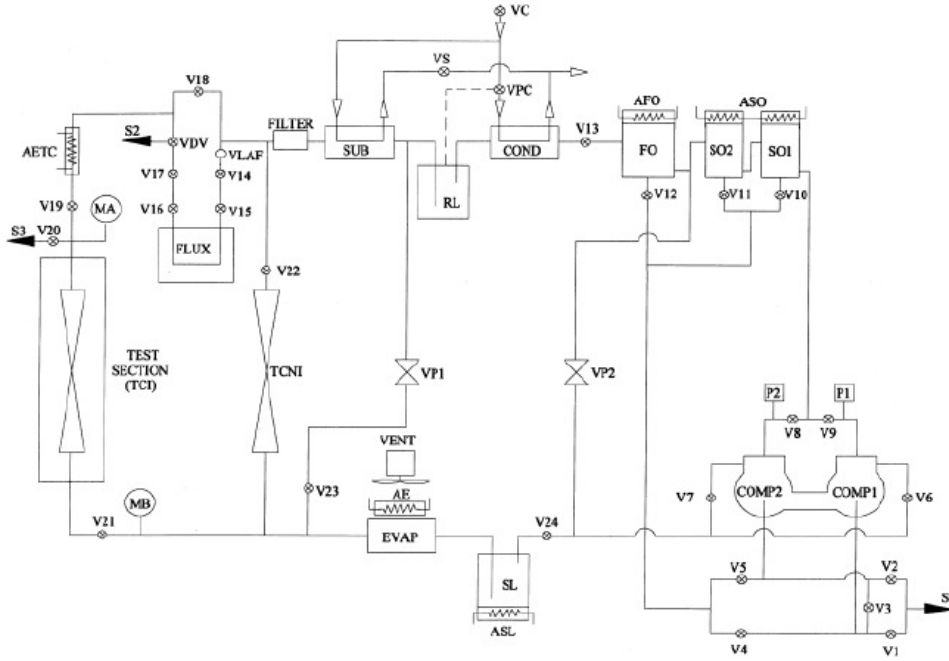 VC
V18
VS
VPC
AFO
ASO
S2
FILTER
V13
AETC
VDV
VLAF
SUB
COND
FO
SO2
SO1
V17
V14
RL
V12
V11
V10
V19
MA
V16
V15
S3
V20
FLUX
V22
TEST
SECTION
(TCI)
TCNI
VP1
VP2
P2
P1
V8
V9
VENT
V7
COMP2
COMP1
V6
V23
AE
MB
V21
V24
EVAP
V5
V2
SL
S
V3
ASL
V4
V1